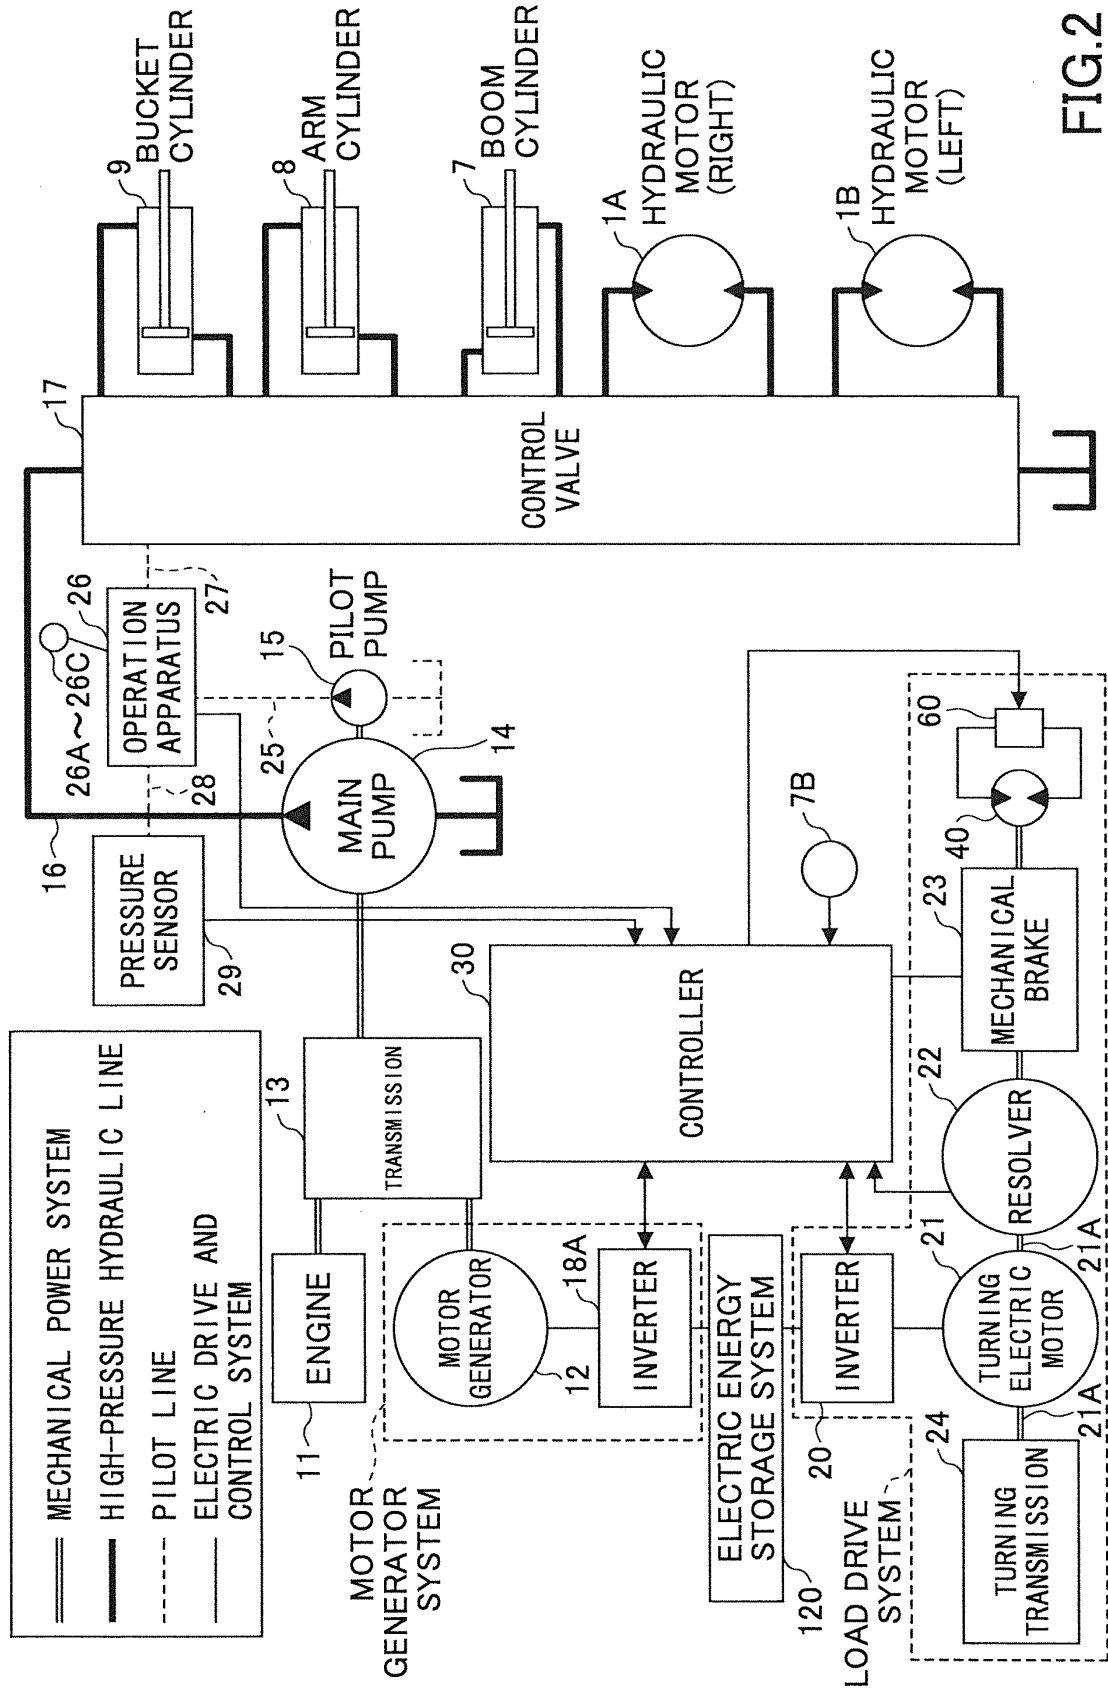 MECHANICAL POWER SYSTEM
HIGH-PRESSURE HYDRAULIC LINE
PILOT LINE
ELECTRIC DRIVE AND
CONTROL SYSTEM
9
BUCKET
CYLINDER
8
ARM
CYLINDER
7
BOOM
CYLINDER
1A
HYDRAULIC
MOTOR
(RIGHT)
1B
HYDRAULIC
MOTOR
(LEFT)
17
CONTROL
VALVE
16
26A~26C
26
OPERATION
APPARATUS
27
28
PRESSURE
SENSOR
29
25
15
PILOT
PUMP
14
MAIN
PUMP
13
TRANSMISSION
ENGINE
11
MOTOR
GENERATOR
12
18A
INVERTER
MOTOR
GENERATOR
SYSTEM
30
CONTROLLER
7B
ELECTRIC ENERGY
STORAGE SYSTEM
120
INVERTER
20
LOAD DRIVE
SYSTEM
60
40
23
MECHANICAL
BRAKE
22
RESOLVER
21A
21
TURNING
ELECTRIC
MOTOR
21A
24
TURNING
TRANSMISSION
FIG.2